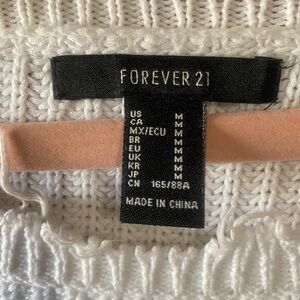 FOREVER 21
US M
CA M
MX/ECU M
BR M
EU M
UK M
KR M
JP M
CN 165/88A
MADE IN CHINA